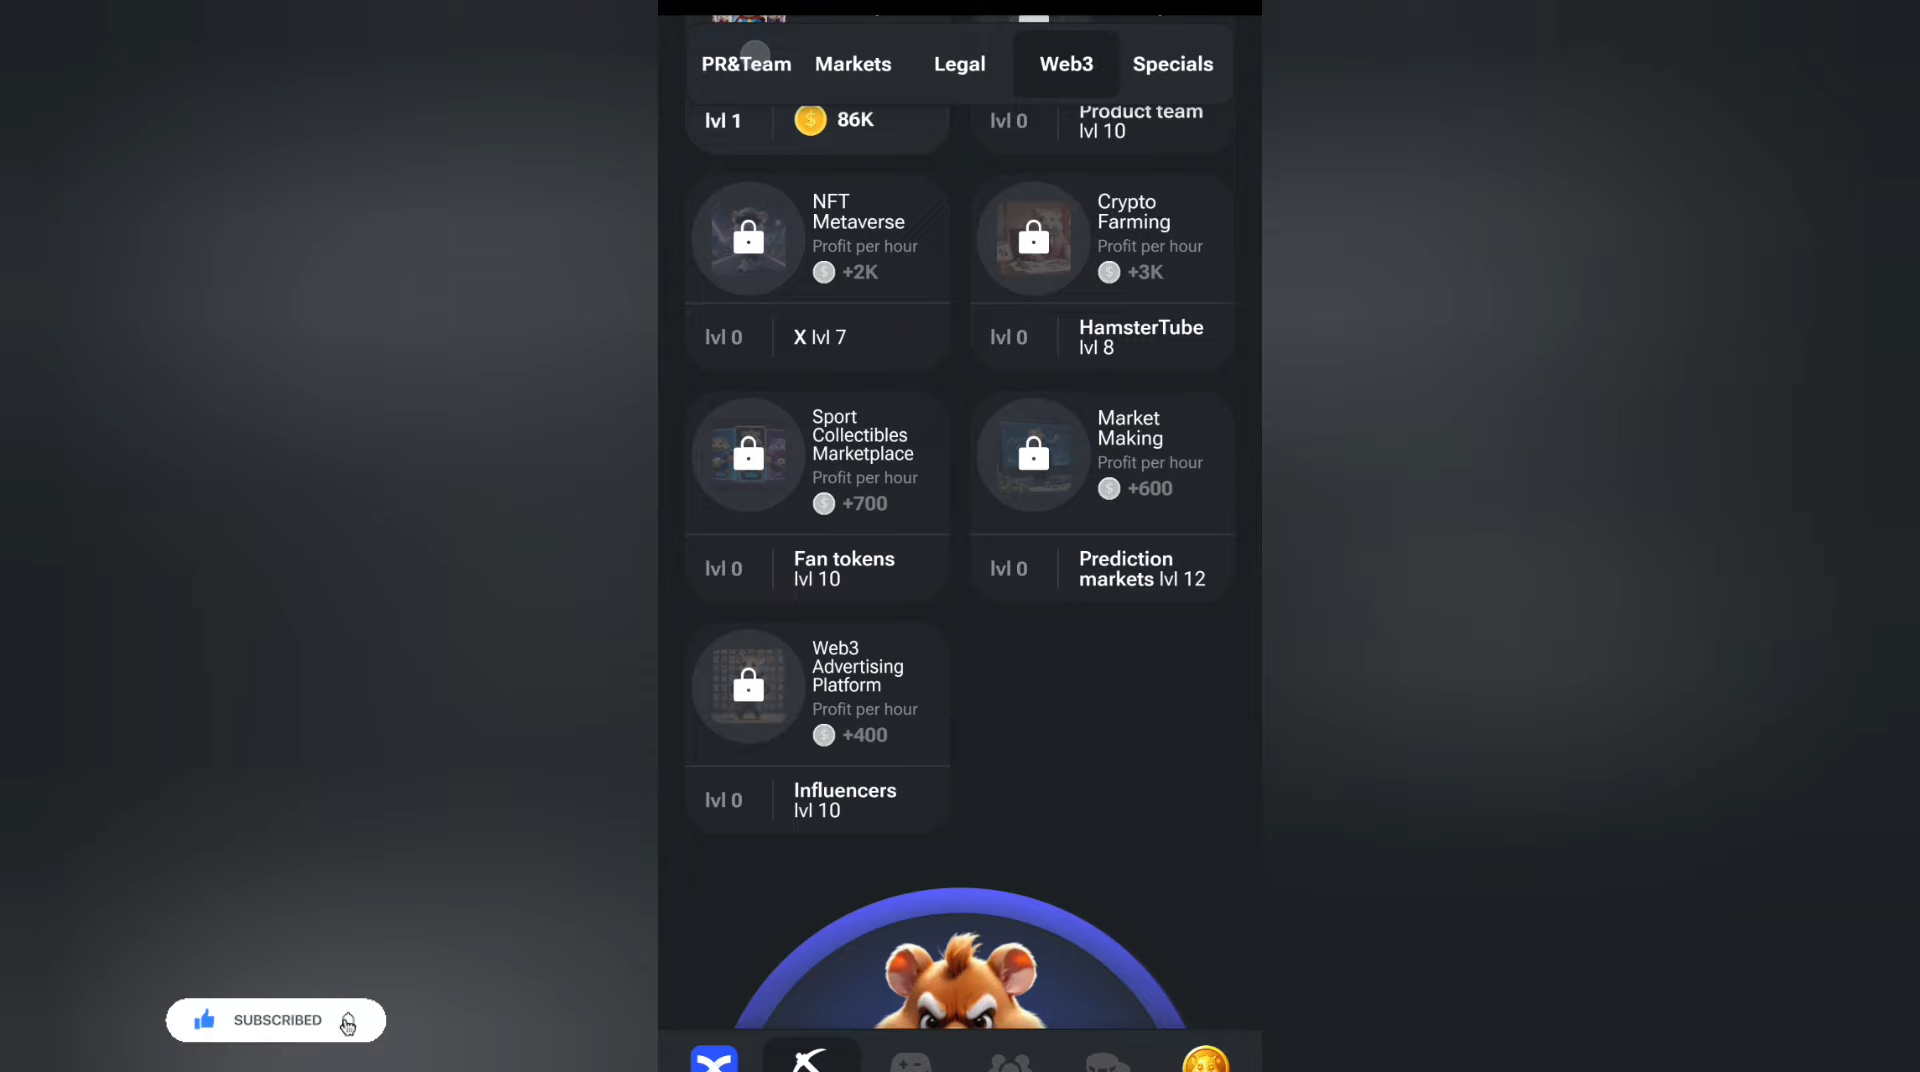 PR&Team
Markets
Legal
Web3
Specials
lvl 1
86K
lvl 0
Product team
lvl 10
NFT
Metaverse
Profit per hour
+2K
lvl 0
X lvl 7
Crypto
Farming
Profit per hour
+3K
lvl 0
HamsterTube
lvl 8
Sport
Collectibles
Marketplace
Profit per hour
+700
lvl 0
Fan tokens
lvl 10
Market
Making
Profit per hour
+600
lvl 0
Prediction
markets lvl 12
Web3
Advertising
Platform
Profit per hour
+400
lvl 0
Influencers
lvl 10
SUBSCRIBED